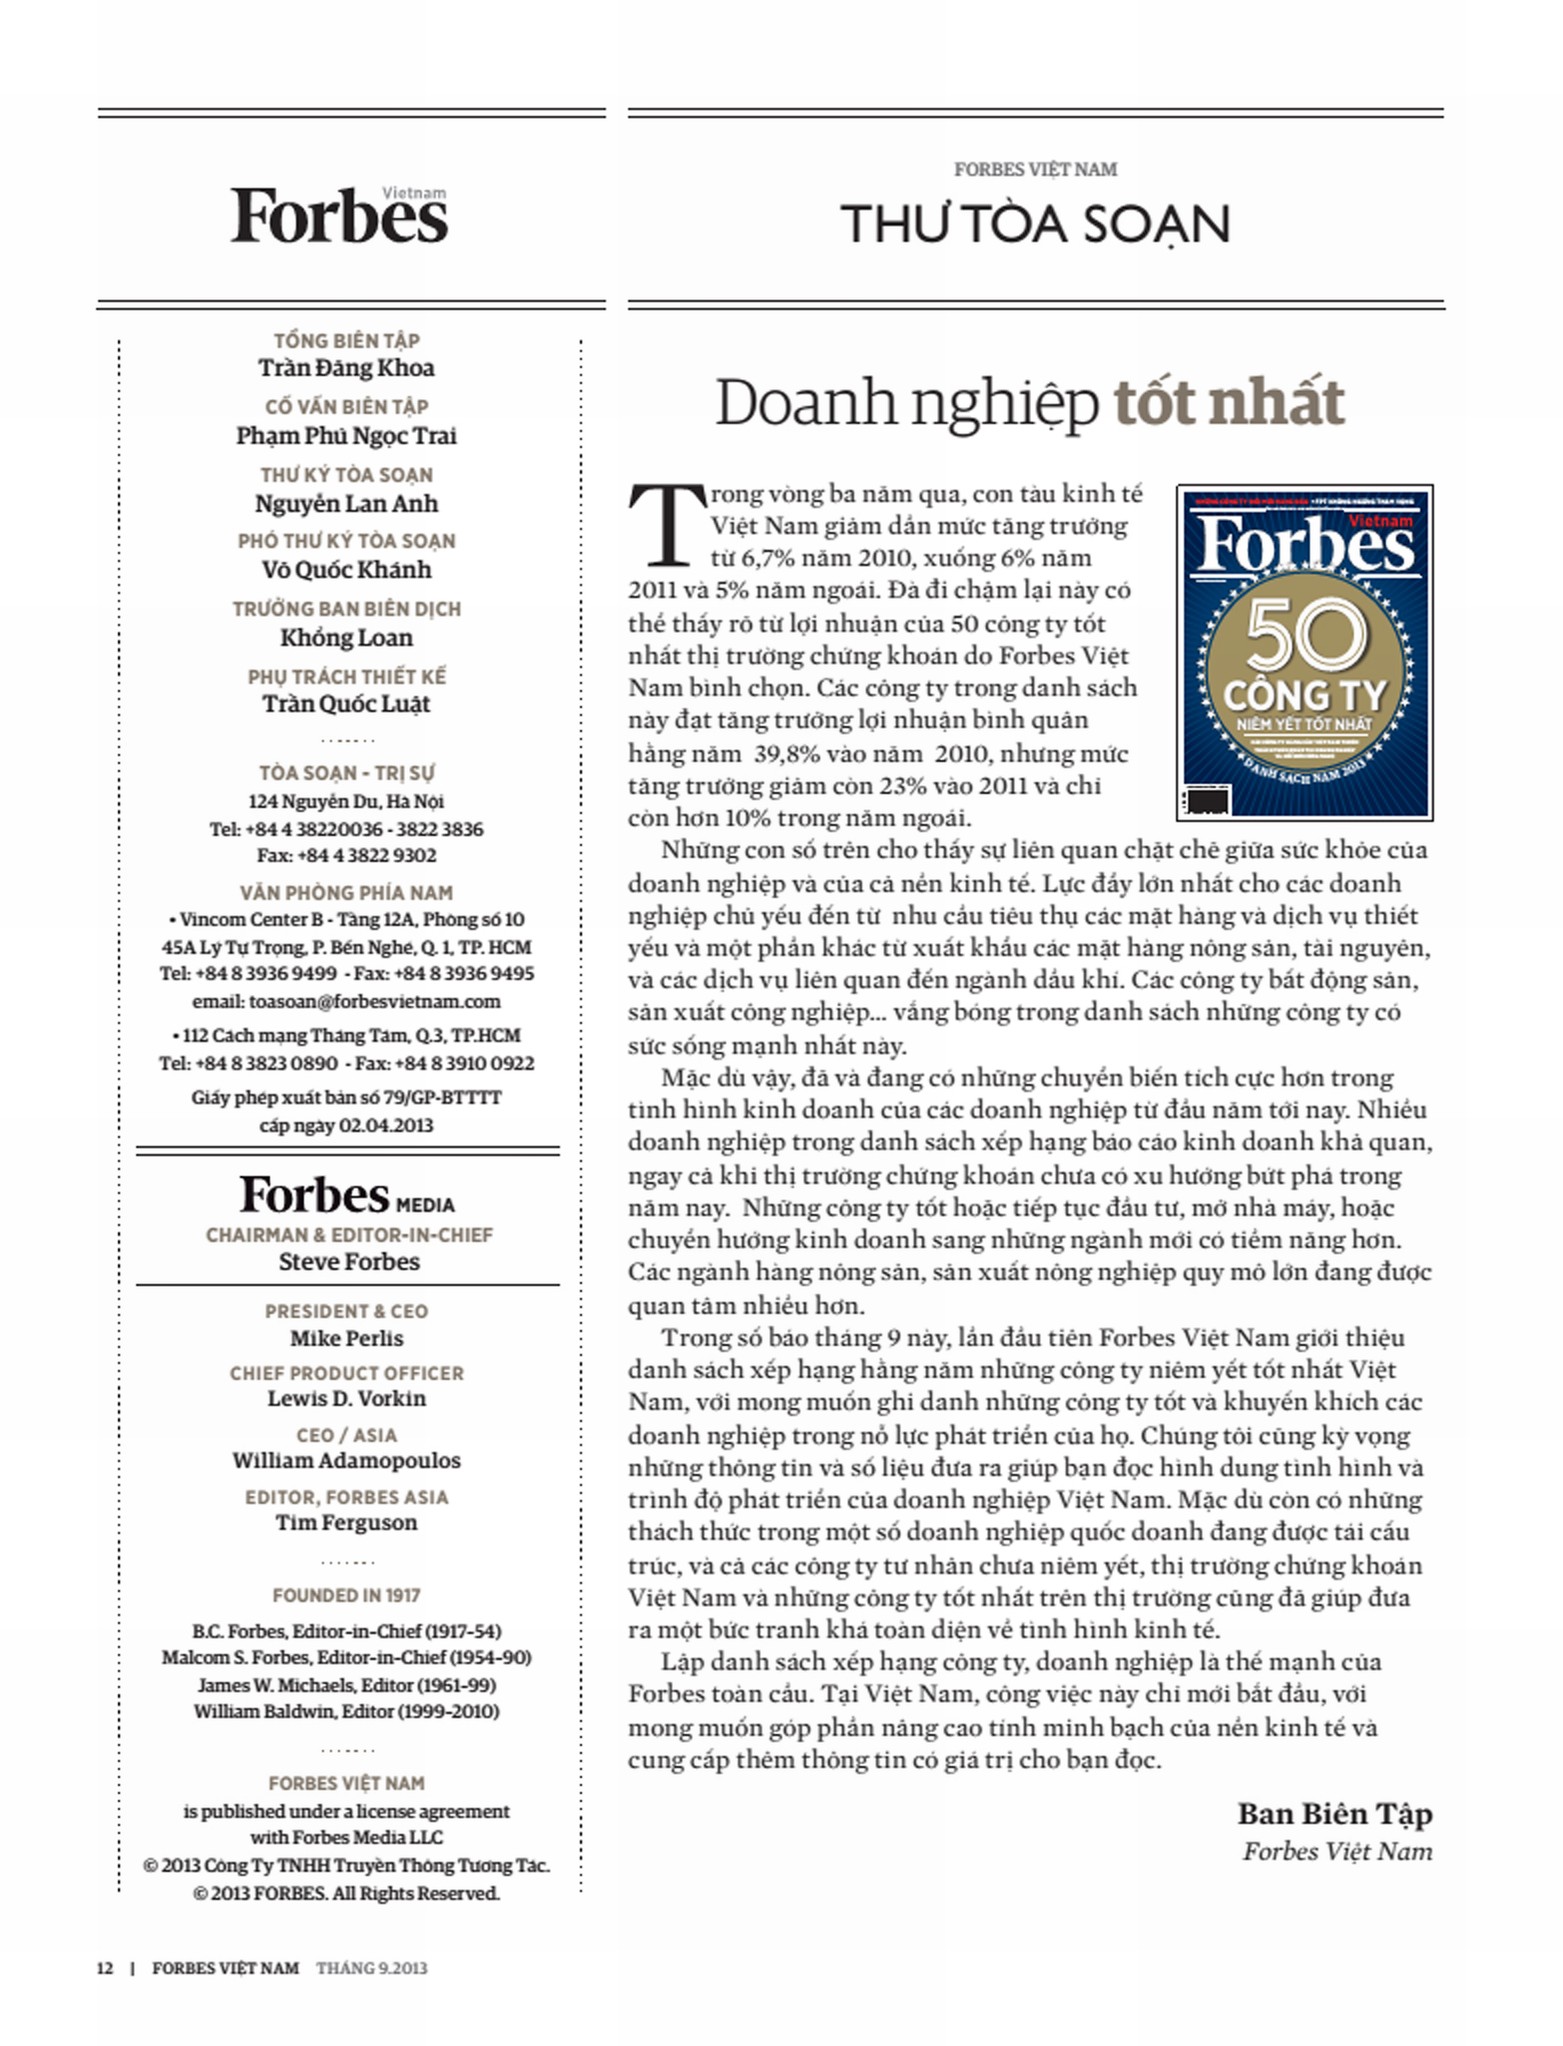 Forbes Vietnam
TỔNG BIÊN TẬP
Trần Đăng Khoa
CỐ VẤN BIÊN TẬP
Phạm Phú Ngọc Trai
THƯ KÝ TÒA SOẠN
Nguyễn Lan Anh
PHÓ THƯ KÝ TÒA SOẠN
Võ Quốc Khánh
TRƯỞNG BAN BIÊN DỊCH
Khổng Loan
PHỤ TRÁCH THIẾT KẾ
Trần Quốc Luật
TÒA SOẠN - TRỊ SỰ
124 Nguyễn Du, Hà Nội
Tel: +84 4 38220036 - 3822 3836
Fax: +84 4 3822 9302
VĂN PHÒNG PHÍA NAM
• Vincom Center B - Tầng 12A, Phòng số 10
45A Lý Tự Trọng, P. Bến Nghé, Q. 1, TP. HCM
Tel: +84 8 3936 9499 - Fax: +84 8 3936 9495
email: toasoan@forbesvietnam.com
• 112 Cách mạng Tháng Tám, Q.3, TP.HCM
Tel: +84 8 3823 0890 - Fax: +84 8 3910 0922
Giấy phép xuất bản số 79/GP-BTTTT
cấp ngày 02.04.2013
Forbes MEDIA
CHAIRMAN & EDITOR-IN-CHIEF
Steve Forbes
PRESIDENT & CEO
Mike Perlis
CHIEF PRODUCT OFFICER
Lewis D. Vorkin
CEO / ASIA
William Adamopoulos
EDITOR, FORBES ASIA
Tim Ferguson
FOUNDED IN 1917
B.C. Forbes, Editor-in-Chief (1917-54)
Malcom S. Forbes, Editor-in-Chief (1954-90)
James W. Michaels, Editor (1961-99)
William Baldwin, Editor (1999-2010)
FORBES VIỆT NAM
is published under a license agreement
with Forbes Media LLC
© 2013 Công Ty TNHH Truyền Thông Tương Tác.
© 2013 FORBES. All Rights Reserved.
FORBES VIỆT NAM
THƯ TÒA SOẠN
Doanh nghiệp tốt nhất
Trong vòng ba năm qua, con tàu kinh tế
Việt Nam giảm dần mức tăng trưởng
từ 6,7% năm 2010, xuống 6% năm
2011 và 5% năm ngoái. Đà đi chậm lại này có
thể thấy rõ từ lợi nhuận của 50 công ty tốt
nhất thị trường chứng khoán do Forbes Việt
Nam bình chọn. Các công ty trong danh sách
này đạt tăng trưởng lợi nhuận bình quân
hằng năm 39,8% vào năm 2010, nhưng mức
tăng trưởng giảm còn 23% vào 2011 và chỉ
còn hơn 10% trong năm ngoái.
Forbes Vietnam
50
CÔNG TY
NIÊM YẾT TỐT NHẤT
DANH SÁCH NĂM 2013
Những con số trên cho thấy sự liên quan chặt chẽ giữa sức khỏe của
doanh nghiệp và của cả nền kinh tế. Lực đẩy lớn nhất cho các doanh
nghiệp chủ yếu đến từ nhu cầu tiêu thụ các mặt hàng và dịch vụ thiết
yếu và một phần khác từ xuất khẩu các mặt hàng nông sản, tài nguyên,
và các dịch vụ liên quan đến ngành dầu khí. Các công ty bất động sản,
sản xuất công nghiệp... vắng bóng trong danh sách những công ty có
sức sống mạnh nhất này.
Mặc dù vậy, đã và đang có những chuyển biến tích cực hơn trong
tình hình kinh doanh của các doanh nghiệp từ đầu năm tới nay. Nhiều
doanh nghiệp trong danh sách xếp hạng báo cáo kinh doanh khả quan,
ngay cả khi thị trường chứng khoán chưa có xu hướng bứt phá trong
năm nay. Những công ty tốt hoặc tiếp tục đầu tư, mở nhà máy, hoặc
chuyển hướng kinh doanh sang những ngành mới có tiềm năng hơn.
Các ngành hàng nông sản, sản xuất nông nghiệp quy mô lớn đang được
quan tâm nhiều hơn.
Trong số báo tháng 9 này, lần đầu tiên Forbes Việt Nam giới thiệu
danh sách xếp hạng hằng năm những công ty niêm yết tốt nhất Việt
Nam, với mong muốn ghi danh những công ty tốt và khuyến khích các
doanh nghiệp trong nỗ lực phát triển của họ. Chúng tôi cũng kỳ vọng
những thông tin và số liệu đưa ra giúp bạn đọc hình dung tình hình và
trình độ phát triển của doanh nghiệp Việt Nam. Mặc dù còn có những
thách thức trong một số doanh nghiệp quốc doanh đang được tái cấu
trúc, và cả các công ty tư nhân chưa niêm yết, thị trường chứng khoán
Việt Nam và những công ty tốt nhất trên thị trường cũng đã giúp đưa
ra một bức tranh khá toàn diện về tình hình kinh tế.
Lập danh sách xếp hạng công ty, doanh nghiệp là thế mạnh của
Forbes toàn cầu. Tại Việt Nam, công việc này chỉ mới bắt đầu, với
mong muốn góp phần nâng cao tính minh bạch của nền kinh tế và
cung cấp thêm thông tin có giá trị cho bạn đọc.
Ban Biên Tập
Forbes Việt Nam
12 | FORBES VIỆT NAM THÁNG 9.2013